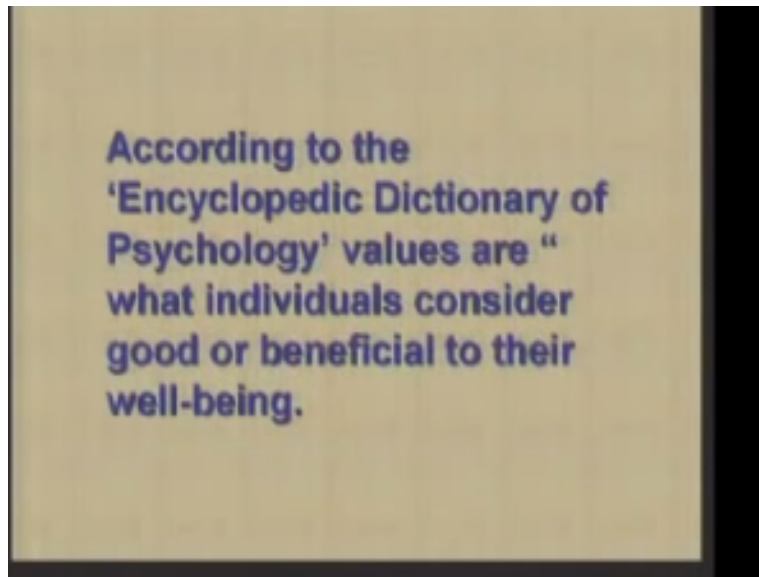 According to the
‘Encyclopedic Dictionary of
Psychology’ values are “
what individuals consider
good or beneficial to their
well-being.